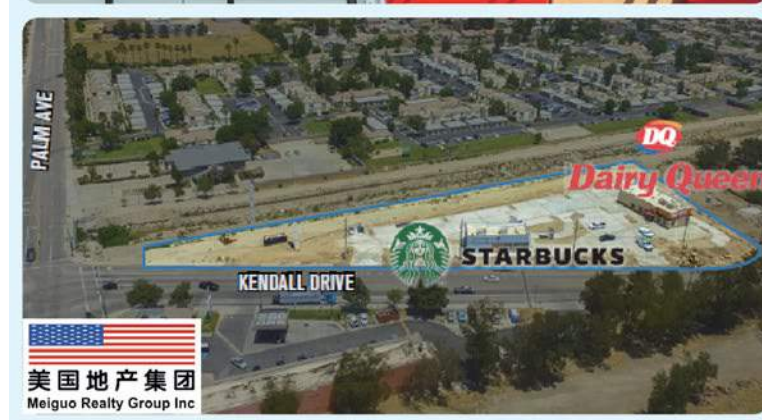 PALM AVE
DQ
Dairy Queen
STARBUCKS
KENDALL DRIVE
美国地产集团
Meiguo Realty Group Inc